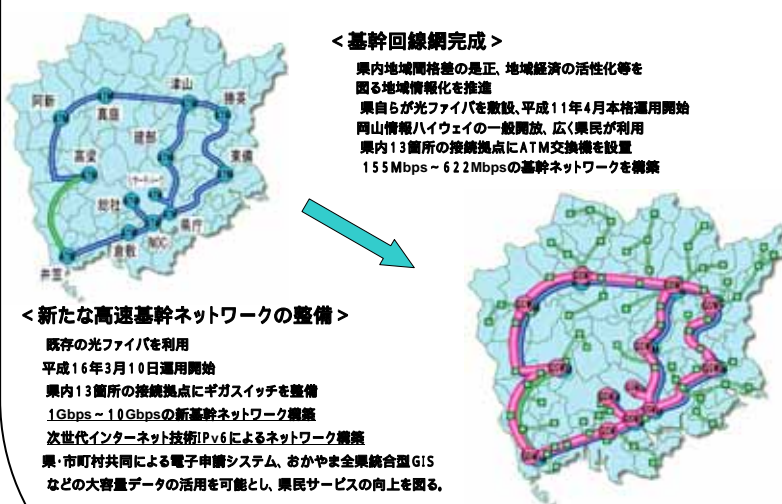 ＜基幹回線網完成＞
県内地域間格差の是正、地域経済の活性化等を
図る地域情報化を推進
県自らが光ファイバを敷設、平成11年4月本格運用開始
岡山情報ハイウェイの一般開放、広く県民が利用
県内13箇所の接続拠点にATM交換機を設置
155Mbps～622Mbpsの基幹ネットワークを構築
阿新
真庭
津山
勝英
建部
高梁
東備
総社
県庁
倉敷
NOC
井笠
＜新たな高速基幹ネットワークの整備＞
既存の光ファイバを利用
平成16年3月10日運用開始
県内13箇所の接続拠点にギガスイッチを整備
1Gbps～10Gbpsの新基幹ネットワーク構築
次世代インターネット技術IPv6によるネットワーク構築
県・市町村共同による電子申請システム、おかやま全県統合型GIS
などの大容量データの活用を可能とし、県民サービスの向上を図る。